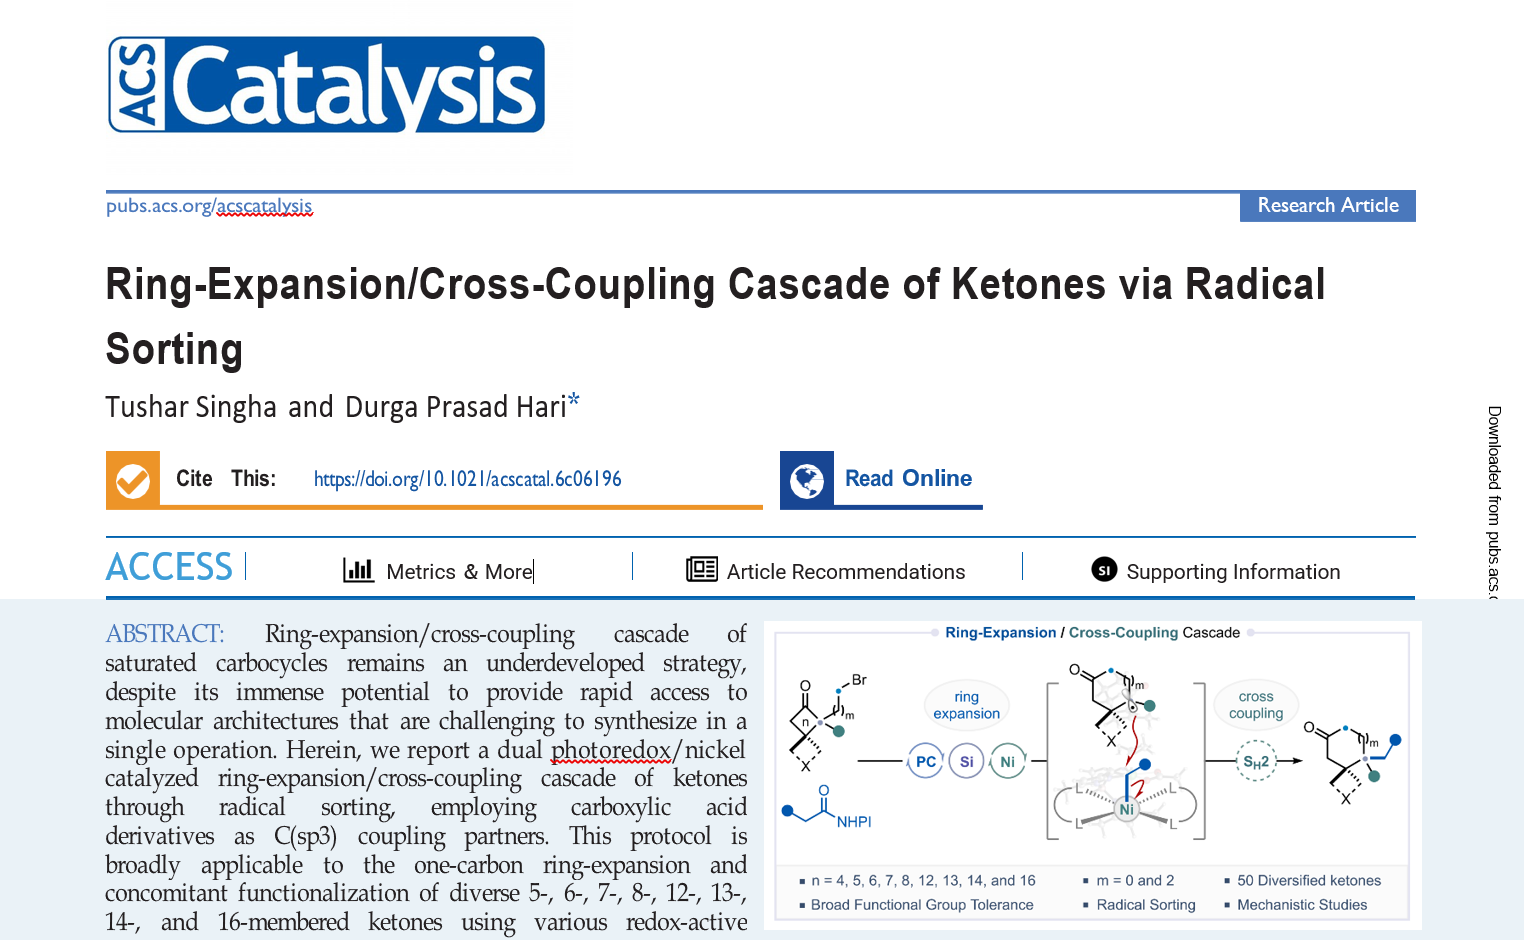 ACS Catalysis
pubs.acs.org/acscatalysis
Research Article
Ring-Expansion/Cross-Coupling Cascade of Ketones via Radical
Sorting
Tushar Singha and Durga Prasad Hari*
Cite This: https://doi.org/10.1021/acscatal.6c06196
Read Online
ACCESS
Metrics & More
Article Recommendations
SI Supporting Information
Downloaded from pubs.acs.
ABSTRACT: Ring-expansion/cross-coupling cascade of
saturated carbocycles remains an underdeveloped strategy,
despite its immense potential to provide rapid access to
molecular architectures that are challenging to synthesize in a
single operation. Herein, we report a dual photoredox/nickel
catalyzed ring-expansion/cross-coupling cascade of ketones
through radical sorting, employing carboxylic acid
derivatives as C(sp3) coupling partners. This protocol is
broadly applicable to the one-carbon ring-expansion and
concomitant functionalization of diverse 5-, 6-, 7-, 8-, 12-, 13-,
14-, and 16-membered ketones using various redox-active
Ring-Expansion / Cross-Coupling Cascade
O
Br
n
m
X
O
NHPI
ring
expansion
PC
Si
Ni
O
m
X
L
L
Ni
L
L
cross
coupling
SH2
O
m
X
▪ n = 4, 5, 6, 7, 8, 12, 13, 14, and 16
▪ m = 0 and 2
▪ 50 Diversified ketones
▪ Broad Functional Group Tolerance
▪ Radical Sorting
▪ Mechanistic Studies